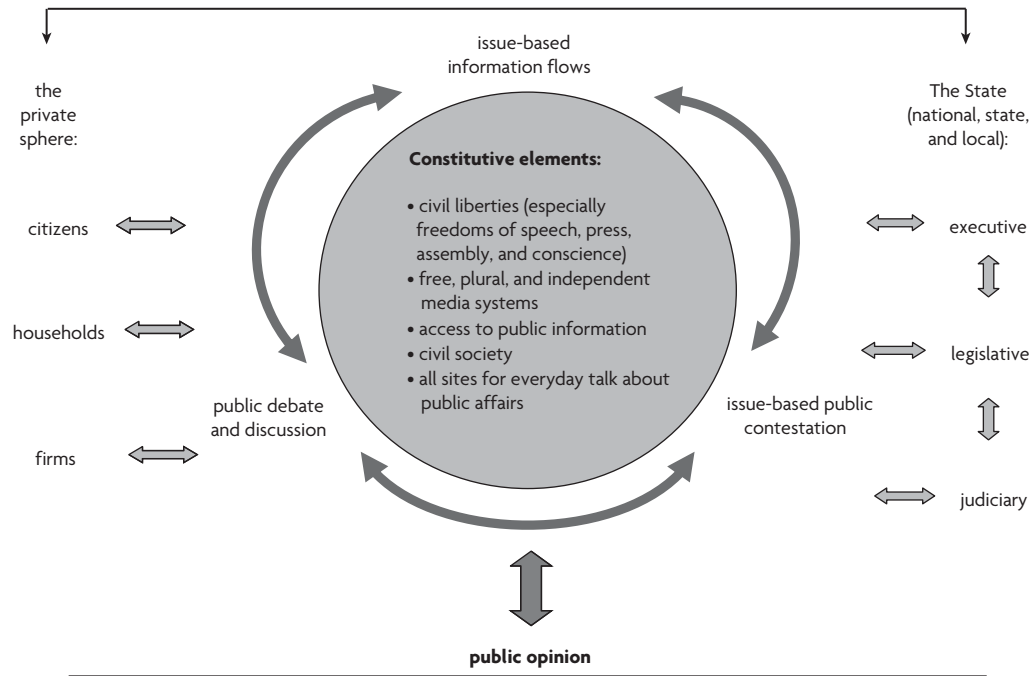 issue-based
information flows
the
private
sphere:
citizens
households
firms
Constitutive elements:
• civil liberties (especially
freedoms of speech, press,
assembly, and conscience)
• free, plural, and independent
media systems
• access to public information
• civil society
• all sites for everyday talk about
public affairs
public debate
and discussion
issue-based public
contestation
The State
(national, state,
and local):
executive
legislative
judiciary
public opinion